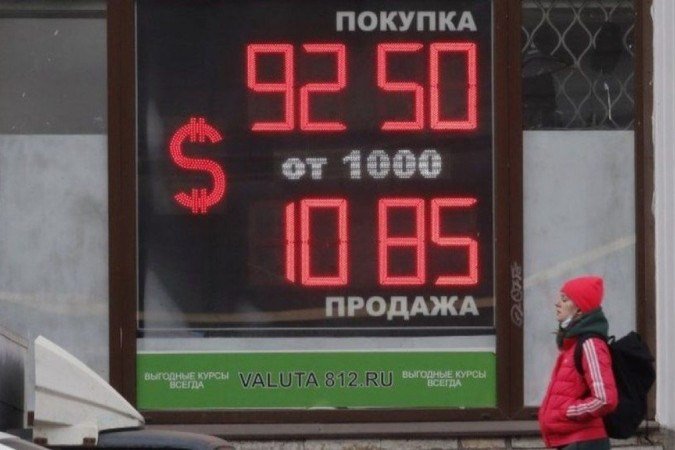 ПОКУПКА
92 50
$
от 1000
10 85
ПРОДАЖА
ВЫГОДНЫЕ КУРСЫ
ВСЕГДА
VALUTA 812.RU
ВЫГОДНЫЕ КУРСЫ
ВСЕГДА